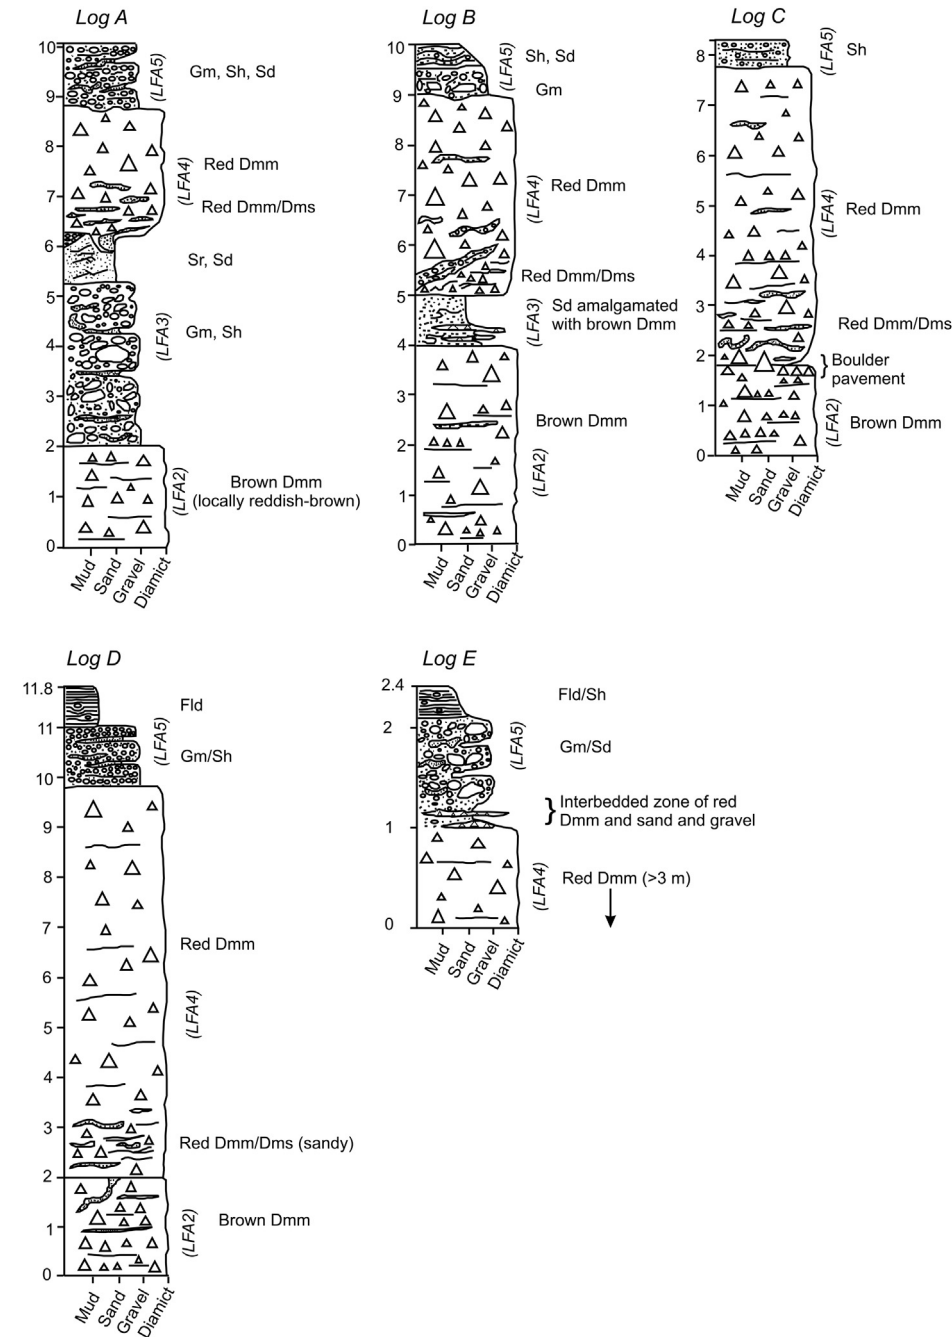 Log A
10
9
8
7
6
5
4
3
2
1
0
Gm, Sh, Sd
(LFA5)
Red Dmm
(LFA4)
Red Dmm/Dms
Sr, Sd
Gm, Sh
(LFA3)
Brown Dmm
(locally reddish-brown)
(LFA2)
Mud
Sand
Gravel
Diamict
Log B
10
9
8
7
6
5
4
3
2
1
0
Sh, Sd
(LFA5)
Gm
Red Dmm
(LFA4)
Red Dmm/Dms
Sd amalgamated
with brown Dmm
(LFA3)
Brown Dmm
(LFA2)
Mud
Sand
Gravel
Diamict
Log C
8
7
6
5
4
3
2
1
0
Sh
(LFA5)
Red Dmm
(LFA4)
Red Dmm/Dms
Boulder
pavement
Brown Dmm
(LFA2)
Mud
Sand
Gravel
Diamict
Log D
11.8
11
10
9
8
7
6
5
4
3
2
1
0
Fld
(LFA5)
Gm/Sh
Red Dmm
(LFA4)
Red Dmm/Dms (sandy)
Brown Dmm
(LFA2)
Mud
Sand
Gravel
Diamict
Log E
2.4
2
1
0
Fld/Sh
(LFA5)
Gm/Sd
Interbedded zone of red
Dmm and sand and gravel
Red Dmm (>3 m)
(LFA4)
Mud
Sand
Gravel
Diamict